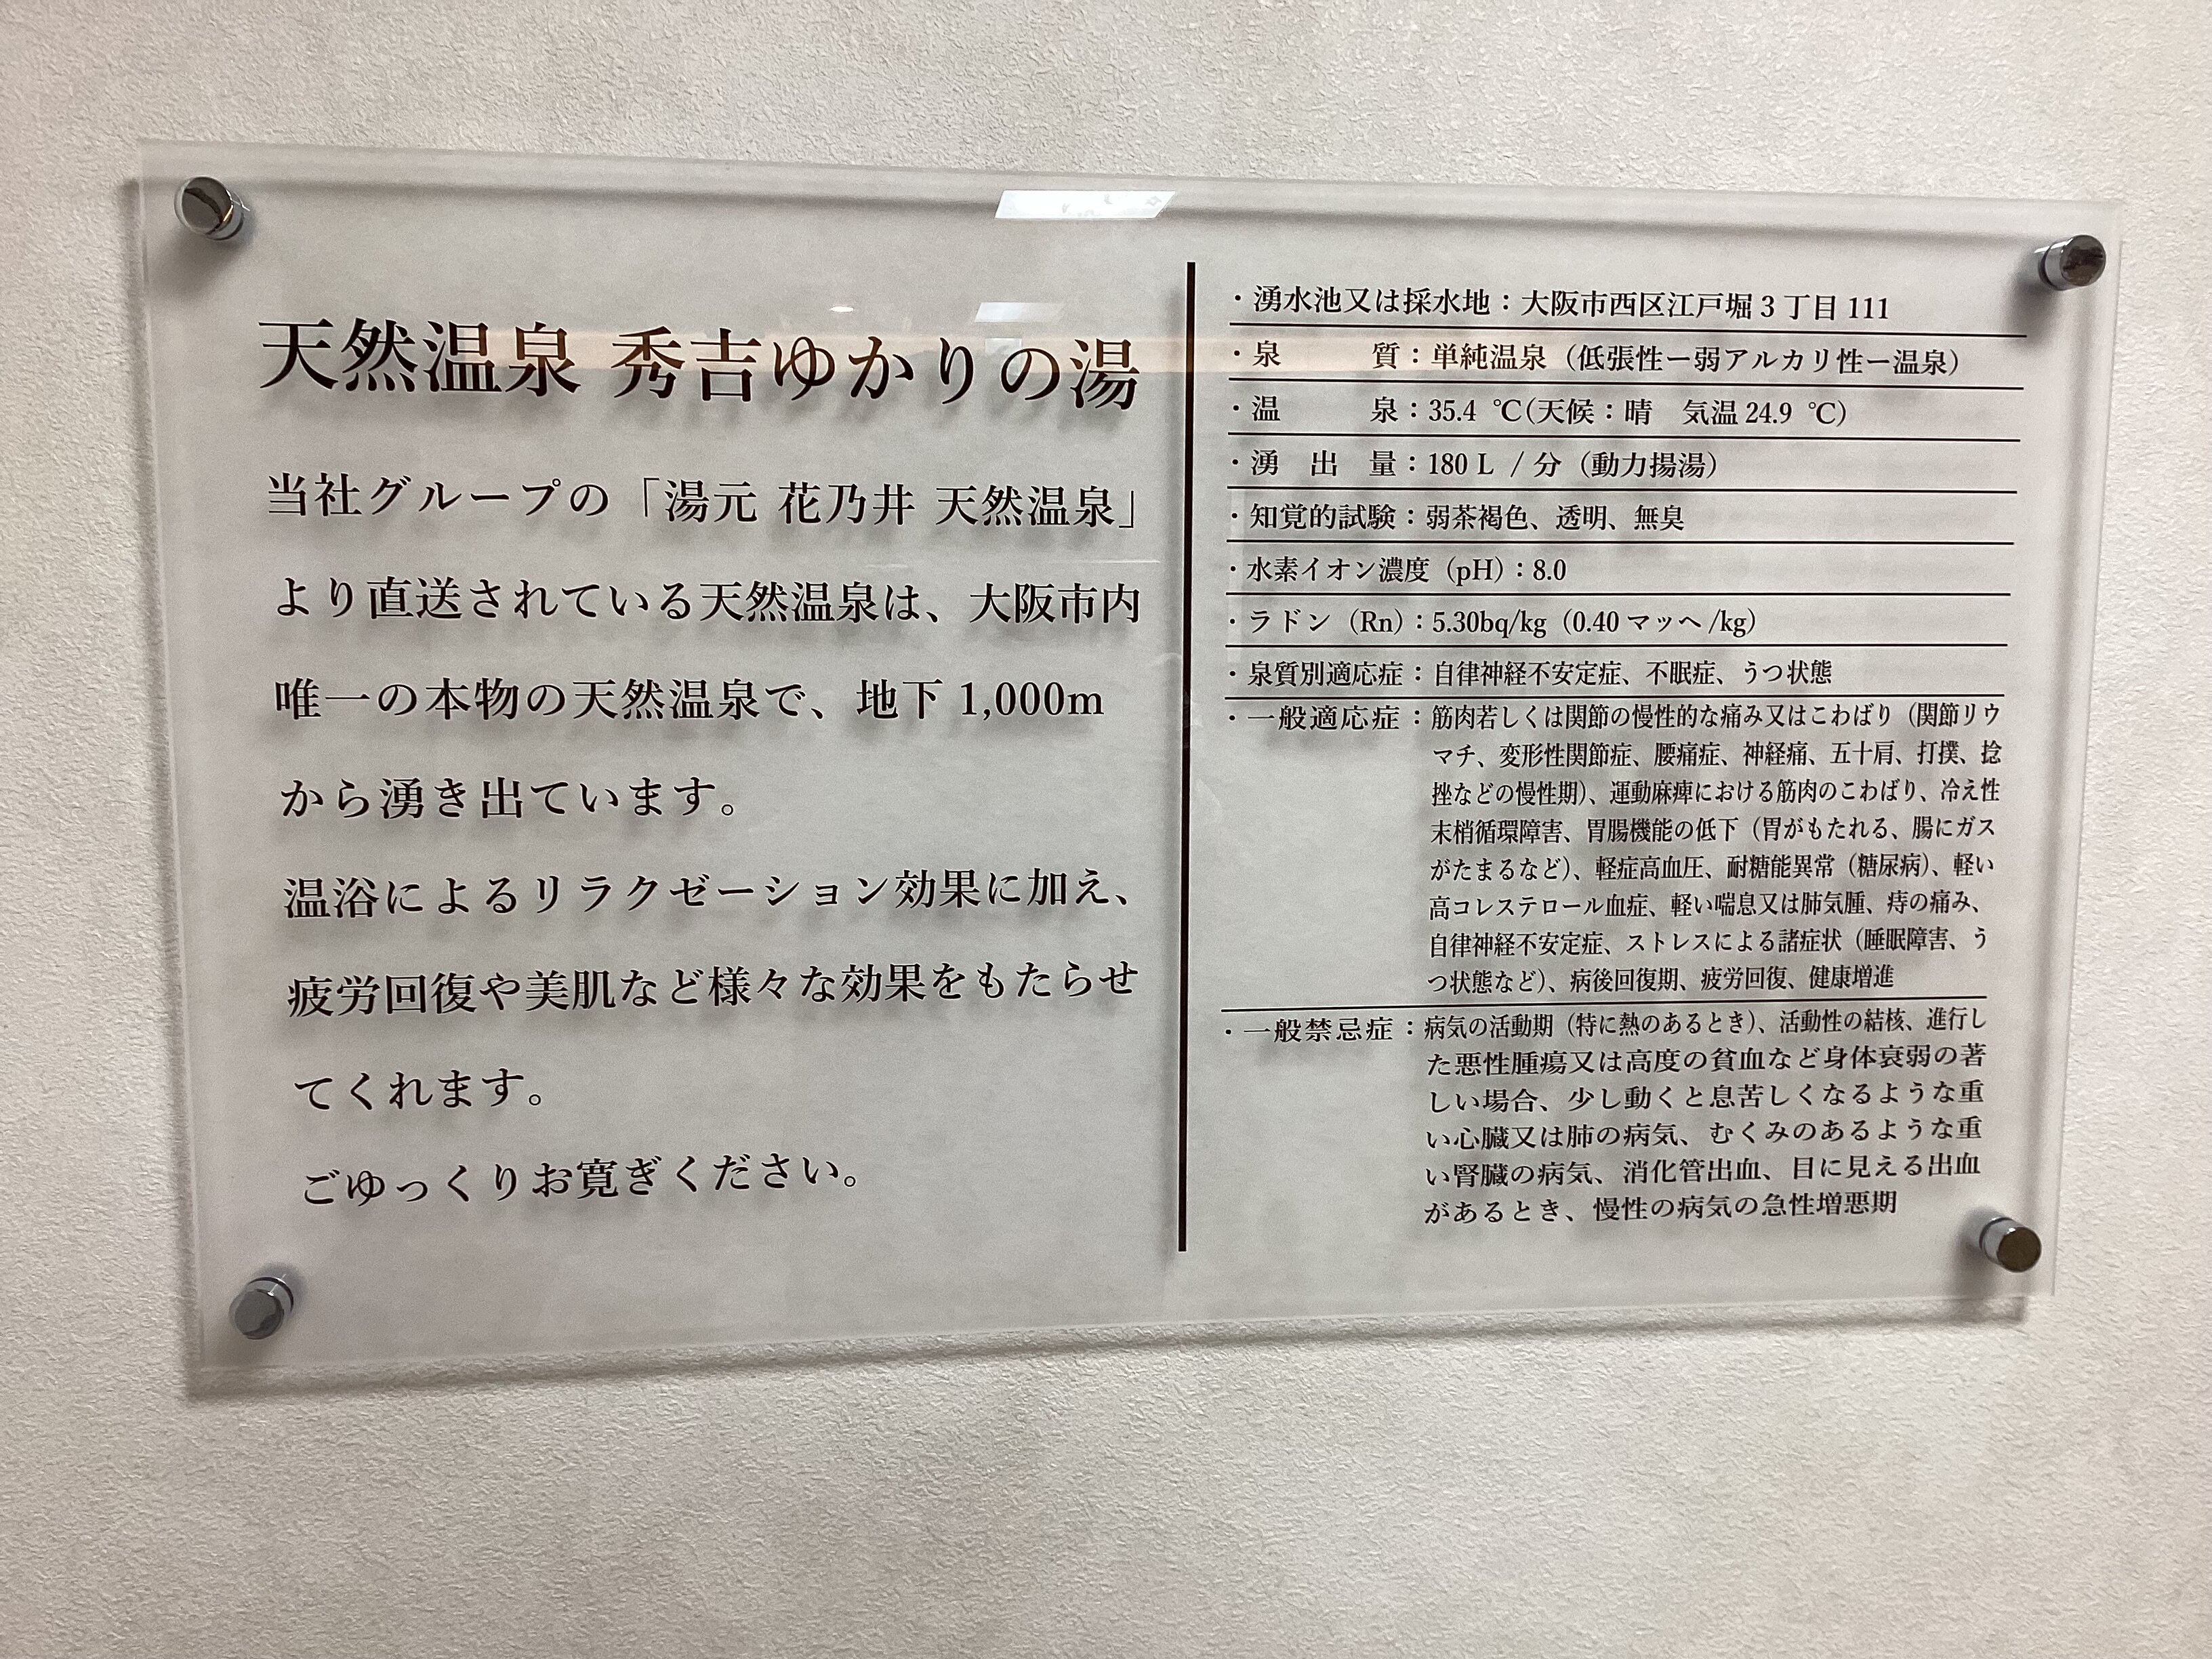 天然温泉 秀吉ゆかりの湯
当社グループの「湯元 花乃井 天然温泉」
より直送されている天然温泉は、大阪市内
唯一の本物の天然温泉で、地下 1,000m
から湧き出ています。
温浴によるリラクゼーション効果に加え、
疲労回復や美肌など様々な効果をもたらせ
てくれます。
ごゆっくりお寛ぎください。
・湧水池又は採水地：大阪市西区江戸堀 3 丁目 111
・泉　　　質：単純温泉（低張性ー弱アルカリ性ー温泉）
・温　　　泉：35.4 ℃(天候：晴　気温 24.9 ℃)
・湧　出　量：180 L / 分（動力揚湯）
・知覚的試験：弱茶褐色、透明、無臭
・水素イオン濃度（pH）：8.0
・ラドン（Rn）：5.30bq/kg（0.40 マッヘ /kg）
・泉質別適応症：自律神経不安定症、不眠症、うつ状態
・一般適応症：筋肉若しくは関節の慢性的な痛み又はこわばり（関節リウ
マチ、変形性関節症、腰痛症、神経痛、五十肩、打撲、捻
挫などの慢性期）、運動麻痺における筋肉のこわばり、冷え性
末梢循環障害、胃腸機能の低下（胃がもたれる、腸にガス
がたまるなど）、軽症高血圧、耐糖能異常（糖尿病）、軽い
高コレステロール血症、軽い喘息又は肺気腫、痔の痛み、
自律神経不安定症、ストレスによる諸症状（睡眠障害、う
つ状態など）、病後回復期、疲労回復、健康増進
・一般禁忌症：病気の活動期（特に熱のあるとき）、活動性の結核、進行し
た悪性腫瘍又は高度の貧血など身体衰弱の著
しい場合、少し動くと息苦しくなるような重
い心臓又は肺の病気、むくみのあるような重
い腎臓の病気、消化管出血、目に見える出血
があるとき、慢性の病気の急性増悪期